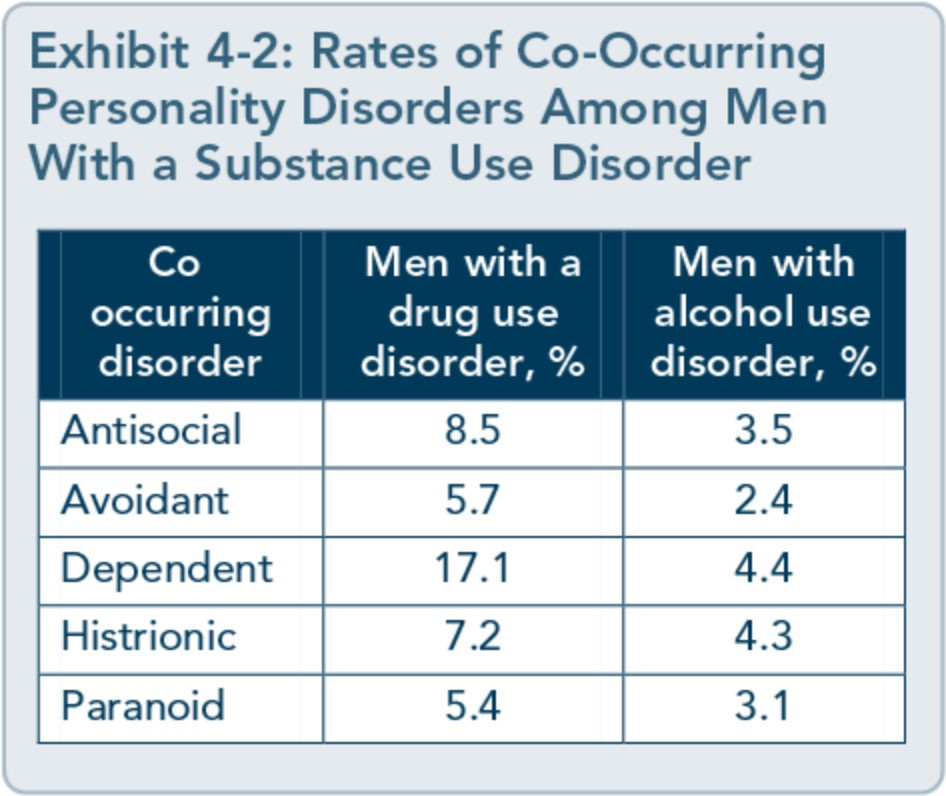 Exhibit 4-2: Rates of Co-Occurring
Personality Disorders Among Men
With a Substance Use Disorder
Co occurring disorder Men with a drug use disorder, % Men with alcohol use disorder, %
Antisocial 8.5 3.5
Avoidant 5.7 2.4
Dependent 17.1 4.4
Histrionic 7.2 4.3
Paranoid 5.4 3.1